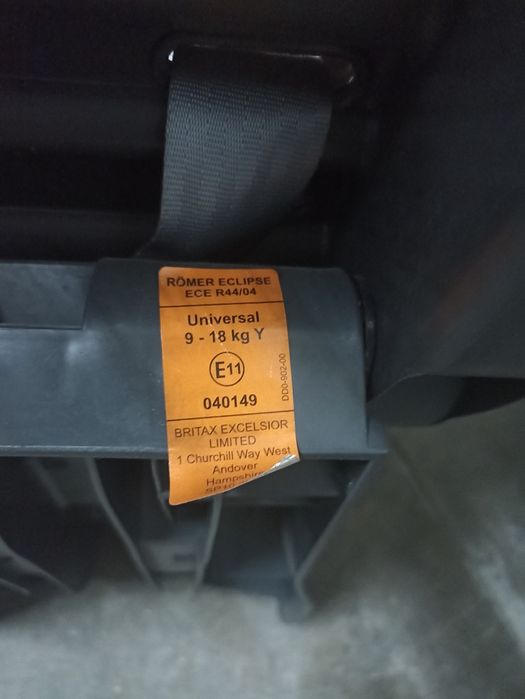 RÖMER ECLIPSE
ECE R44/04
Universal
9 - 18 kg Y
E11
040149
DD0-902-00
BRITAX EXCELSIOR
LIMITED
1 Churchill Way West
Andover
Hampshire